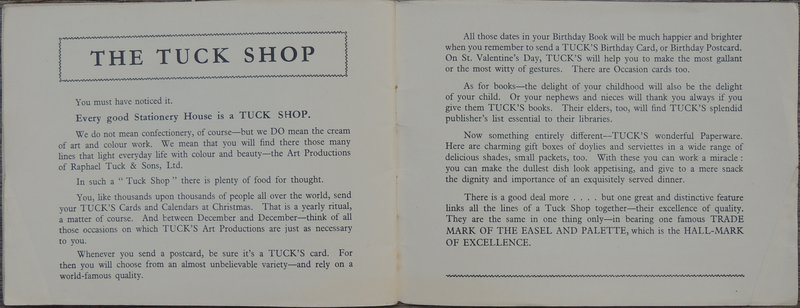 THE TUCK SHOP
You must have noticed it.
Every good Stationery House is a TUCK SHOP.
We do not mean confectionery, of course—but we DO mean the cream
of art and colour work. We mean that you will find there those many
lines that light everyday life with colour and beauty—the Art Productions
of Raphael Tuck & Sons, Ltd.
In such a "Tuck Shop" there is plenty of food for thought.
You, like thousands upon thousands of people all over the world, send
your TUCK'S Cards and Calendars at Christmas. That is a yearly ritual,
a matter of course. And between December and December—think of all
those occasions on which TUCK'S Art Productions are just as necessary
to you.
Whenever you send a postcard, be sure it's a TUCK'S card. For
then you will choose from an almost unbelievable variety—and rely on a
world-famous quality.
All those dates in your Birthday Book will be much happier and brighter
when you remember to send a TUCK'S Birthday Card, or Birthday Postcard.
On St. Valentine's Day, TUCK'S will help you to make the most gallant
or the most witty of gestures. There are Occasion cards too.
As for books—the delight of your childhood will also be the delight
of your child. Or your nephews and nieces will thank you always if you
give them TUCK'S books. Their elders, too, will find TUCK'S splendid
publisher's list essential to their libraries.
Now something entirely different—TUCK'S wonderful Paperware.
Here are charming gift boxes of doylies and serviettes in a wide range of
delicious shades, small packets, too. With these you can work a miracle :
you can make the dullest dish look appetising, and give to a mere snack
the dignity and importance of an exquisitely served dinner.
There is a good deal more . . . . but one great and distinctive feature
links all the lines of a Tuck Shop together—their excellence of quality.
They are the same in one thing only—in bearing one famous TRADE
MARK OF THE EASEL AND PALETTE, which is the HALL-MARK
OF EXCELLENCE.